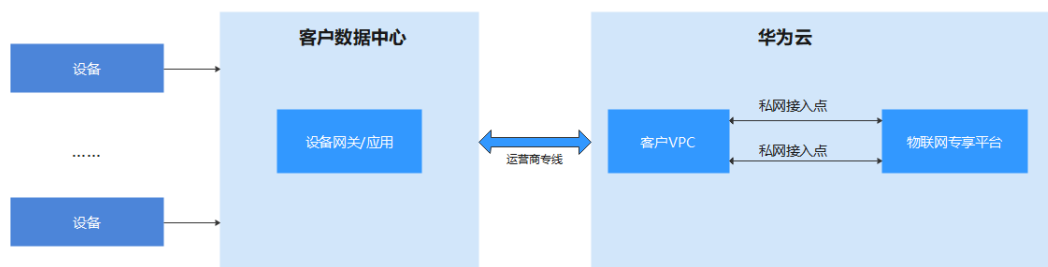 设备
……
设备
客户数据中心
设备网关/应用
运营商专线
华为云
客户VPC
私网接入点
私网接入点
物联网专享平台